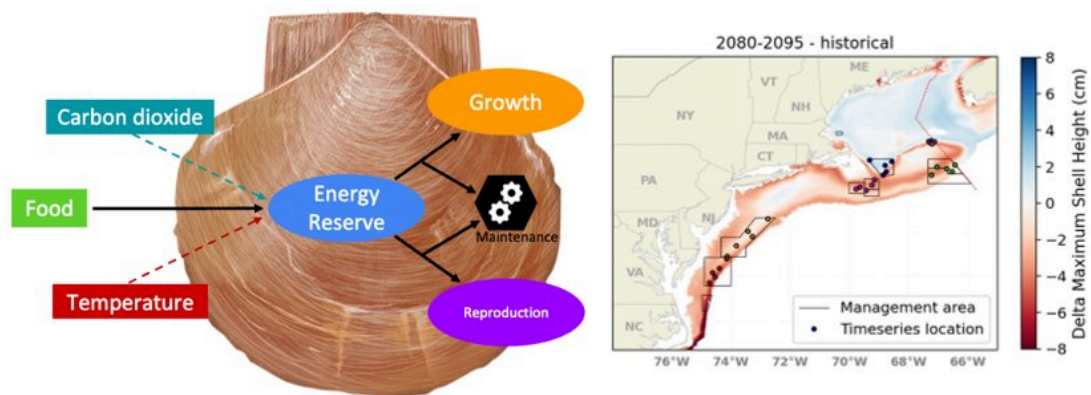 Carbon dioxide
Food
Temperature
Energy
Reserve
Growth
Maintenance
Reproduction
2080-2095 - historical
ME
VT
NH
NY
MA
CT
PA
NJ
MD
VA
NC
Management area
Timeseries location
76°W
74°W
72°W
70°W
68°W
66°W
8
6
4
2
0
−2
−4
−6
−8
Delta Maximum Shell Height (cm)